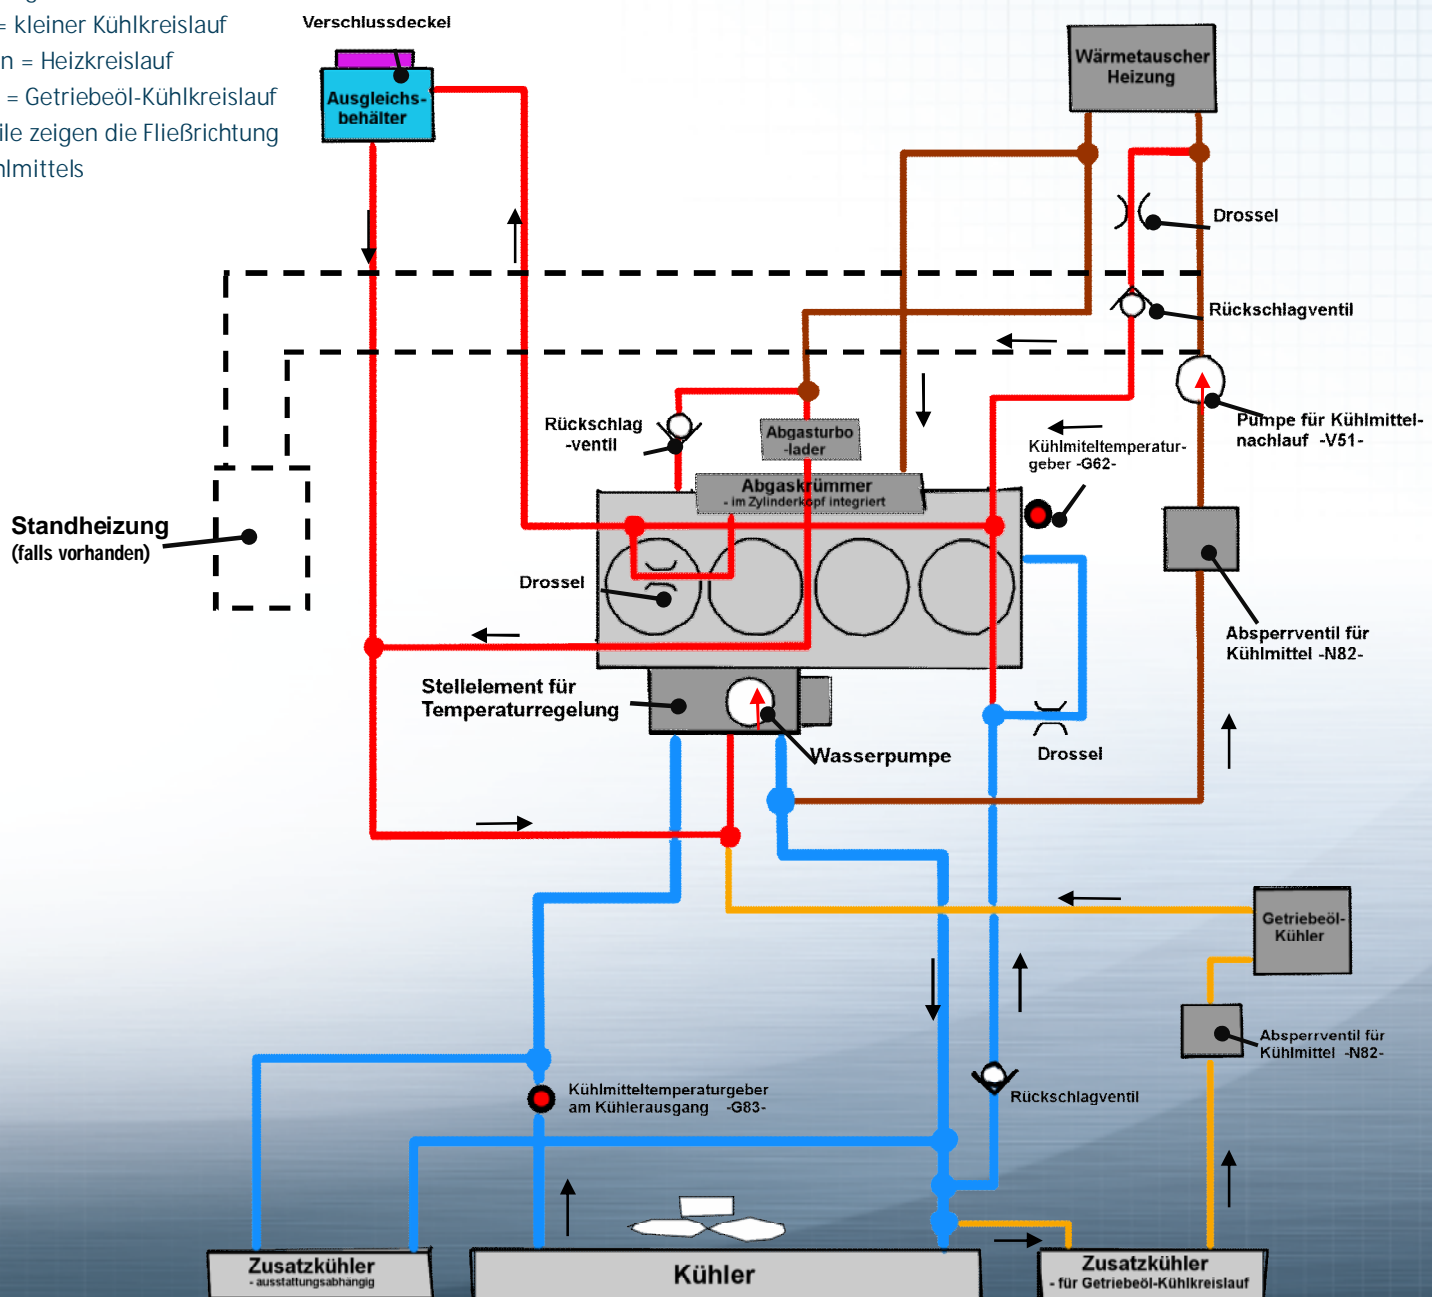 = kleiner Kühlkreislauf
n = Heizkreislauf
= Getriebeöl-Kühlkreislauf
ile zeigen die Fließrichtung
hlmittels
Verschlussdeckel
Ausgleichs-
behälter
Wärmetauscher
Heizung
Drossel
Rückschlagventil
Pumpe für Kühlmittel-
nachlauf -V51-
Rückschlag
-ventil
Abgasturbo
-lader
Kühlmiteltemperatur-
geber -G62-
Abgaskrümmer
- im Zylinderkopf integriert
Standheizung
(falls vorhanden)
Drossel
Absperrventil für
Kühlmittel -N82-
Stellelement für
Temperaturregelung
Wasserpumpe
Drossel
Getriebeöl-
Kühler
Absperrventil für
Kühlmittel -N82-
Kühlmitteltemperaturgeber
am Kühlerausgang -G83-
Rückschlagventil
Zusatzkühler
- ausstattungsabhängig
Kühler
Zusatzkühler
- für Getriebeöl-Kühlkreislauf